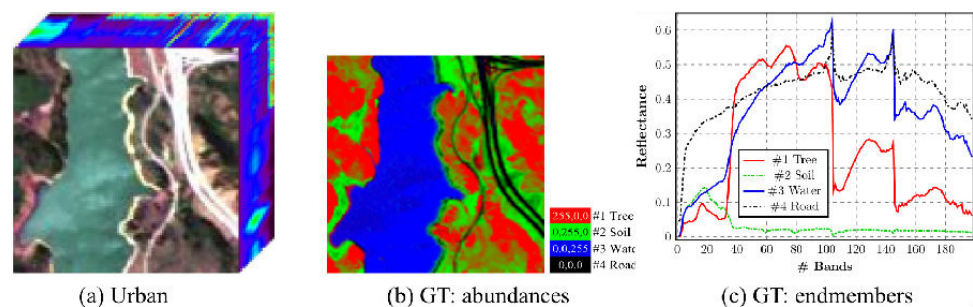 255,0,0 #1 Tree
0,255,0 #2 Soil
0,0,255 #3 Wate
0,0,0 #4 Road
Reflectance
0.6
0.5
0.4
0.3
0.2
0.1
0
#1 Tree
#2 Soil
#3 Water
#4 Road
1 20 40 60 80 100 120 140 160 180
# Bands
(a) Urban
(b) GT: abundances
(c) GT: endmembers